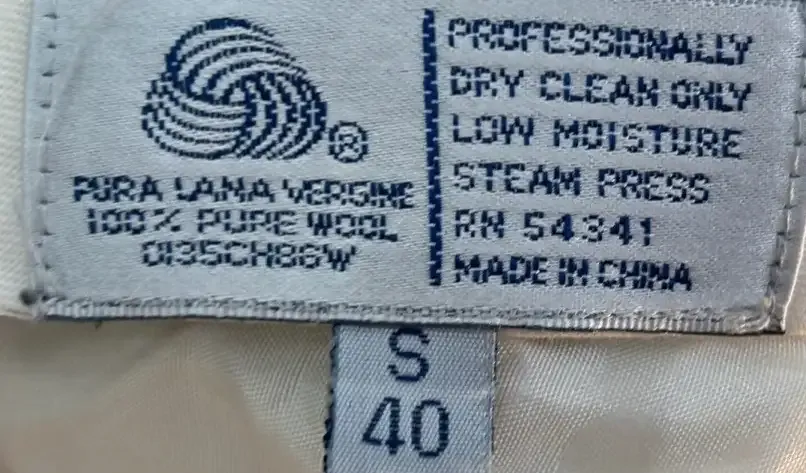 ®
PURA LANA VERGINE
100% PURE WOOL
0135CH86W
PROFESSIONALLY
DRY CLEAN ONLY
LOW MOISTURE
STEAM PRESS
RN 54341
MADE IN CHINA
S
40